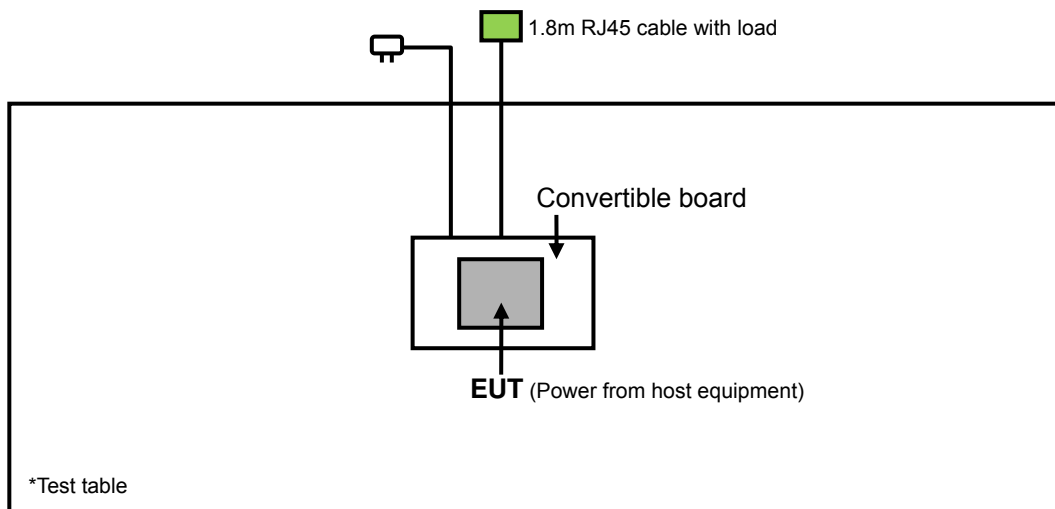 1.8m RJ45 cable with load
Convertible board
EUT (Power from host equipment)
*Test table